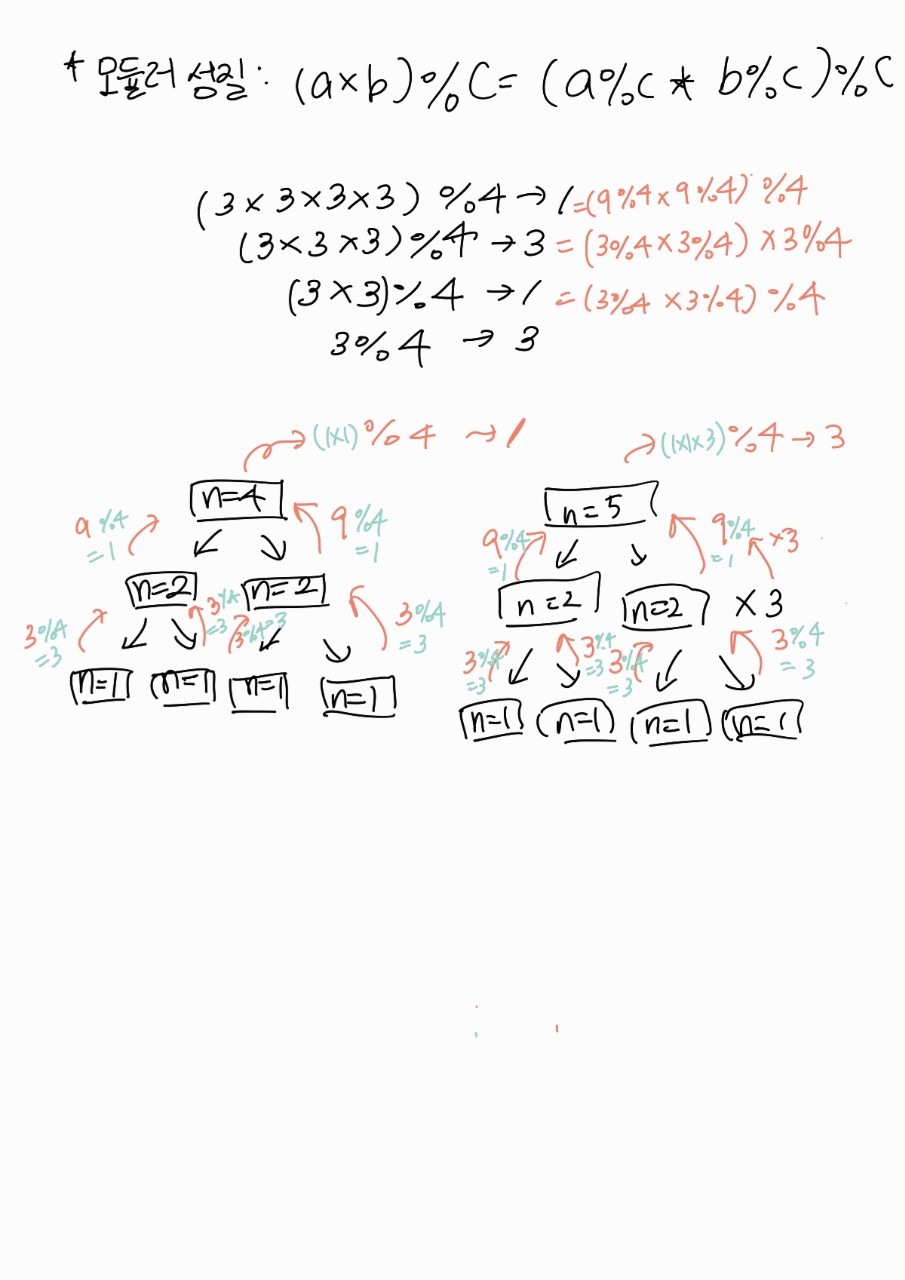 * 모듈러 성질: (a×b)%C= (a%c * b%c)%C
(3×3×3×3) %4→1=(9%4×9%4) %4
(3×3×3)%4→3=(3%4×3%4)×3%4
(3×3)%4→1=(3%4×3%4)%4
3%4→3
(1×1)%4→1
(1×1×3)%4→3
n=4
n=5
9%4=1
9%4=1
9%4=1
9%4=1
×3
n=2
n=2
n=2
n=2
×3
3%4=3
3%4=3
3%4=3
3%4=3
3%4=3
3%4=3
3%4=3
3%4=3
n=1
n=1
n=1
n=1
n=1
n=1
n=1
n=1